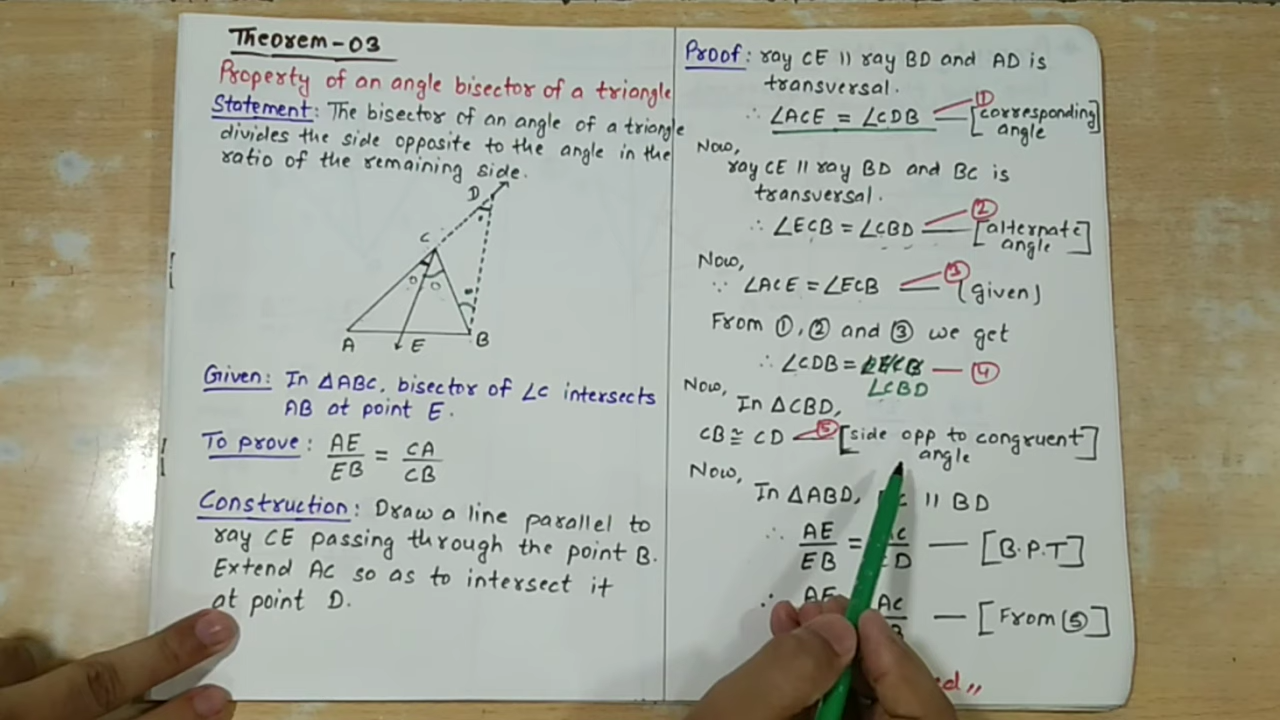 Theorem-03
Property of an angle bisector of a triangle
Statement: The bisector of an angle of a triangle
divides the side opposite to the angle in the
ratio of the remaining side.
D
C
A
E
B
Given: In ΔABC, bisector of ∠C intersects
AB at point E.
To prove: AE/EB = CA/CB
Construction: Draw a line parallel to
ray CE passing through the point B.
Extend AC so as to intersect it
at point D.
Proof: ray CE || ray BD and AD is
transversal.
∴ ∠ACE = ∠CDB — ① [corresponding
angle]
Now,
ray CE || ray BD and BC is
transversal.
∴ ∠ECB = ∠CBD — ② [alternate
angle]
Now,
∵ ∠ACE = ∠ECB — ③ (given)
From ①, ② and ③ we get
∴ ∠CDB = — ④
∠CBD
Now,
In ΔCBD,
CB ≅ CD — ⑤ [side opp to congruent
angle]
Now,
In ΔABD, C || BD
∴ AE/EB = C/D — [B.P.T]
∴ AE AC/B — [From ⑤]